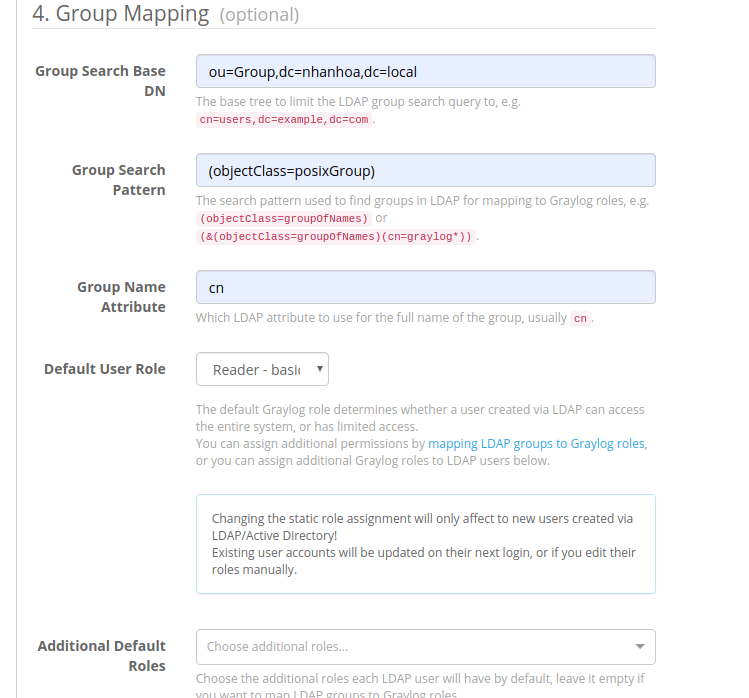 4. Group Mapping (optional)
Group Search Base
DN
ou=Group,dc=nhanhoa,dc=local
The base tree to limit the LDAP group search query to, e.g.
cn=users,dc=example,dc=com .
Group Search
Pattern
(objectClass=posixGroup)
The search pattern used to find groups in LDAP for mapping to Graylog roles, e.g.
(objectClass=groupOfNames) or
(&(objectClass=groupOfNames)(cn=graylog*)) .
Group Name
Attribute
cn
Which LDAP attribute to use for the full name of the group, usually cn .
Default User Role
Reader - basic
The default Graylog role determines whether a user created via LDAP can access
the entire system, or has limited access.
You can assign additional permissions by mapping LDAP groups to Graylog roles,
or you can assign additional Graylog roles to LDAP users below.
Changing the static role assignment will only affect to new users created via
LDAP/Active Directory!
Existing user accounts will be updated on their next login, or if you edit their
roles manually.
Additional Default
Roles
Choose additional roles...
Choose the additional roles each LDAP user will have by default, leave it empty if
you want to map LDAP groups to Graylog roles.